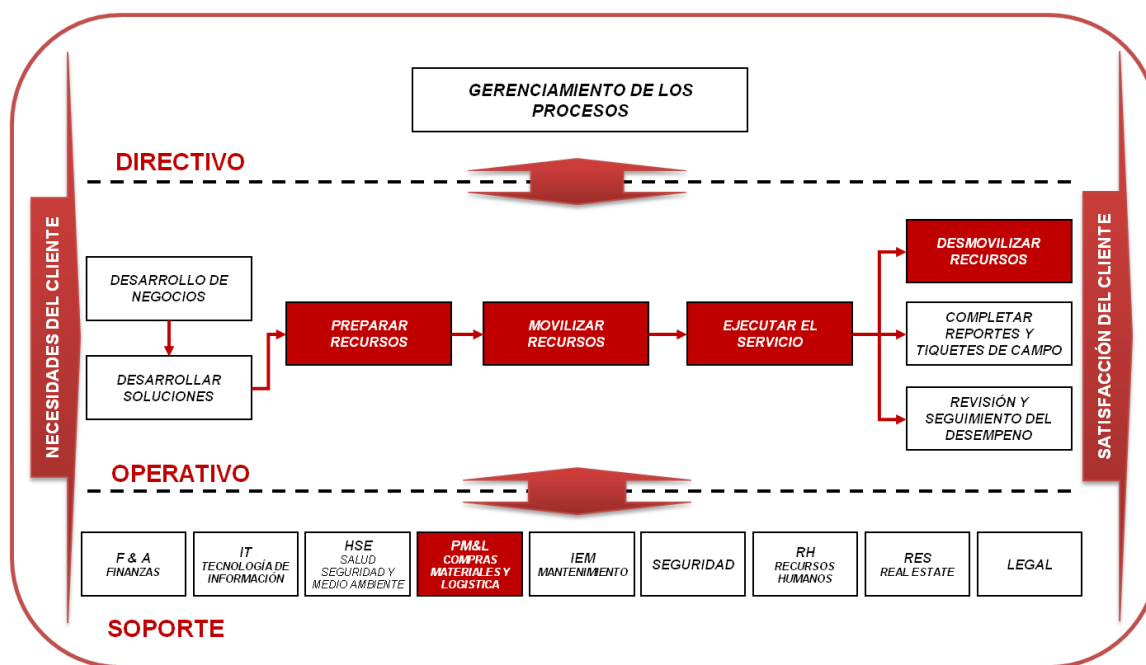 GERENCIAMIENTO DE LOS
PROCESOS
DIRECTIVO
NECESIDADES DEL CLIENTE
DESARROLLO DE
NEGOCIOS
DESARROLLAR
SOLUCIONES
PREPARAR
RECURSOS
MOVILIZAR
RECURSOS
EJECUTAR EL
SERVICIO
DESMOVILIZAR
RECURSOS
COMPLETAR
REPORTES Y
TIQUETES DE CAMPO
REVISIÓN Y
SEGUIMIENTO DEL
DESEMPENO
SATISFACCIÓN DEL CLIENTE
OPERATIVO
F & A
FINANZAS
IT
TECNOLOGÍA DE
INFORMACIÓN
HSE
SALUD
SEGURIDAD Y
MEDIO AMBIENTE
PM&L
COMPRAS
MATERIALES Y
LOGISTICA
IEM
MANTENIMIENTO
SEGURIDAD
RH
RECURSOS
HUMANOS
RES
REAL ESTATE
LEGAL
SOPORTE